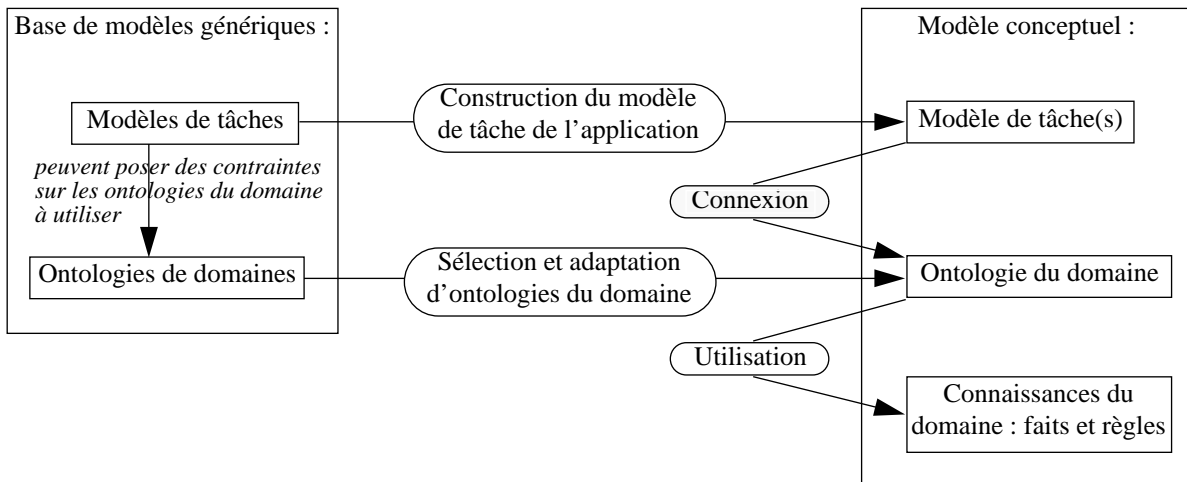 Base de modèles génériques :
Modèle conceptuel :
Construction du modèle
de tâche de l’application
Modèles de tâches
Modèle de tâche(s)
peuvent poser des contraintes
sur les ontologies du domaine
à utiliser
Connexion
Sélection et adaptation
d’ontologies du domaine
Ontologies de domaines
Ontologie du domaine
Utilisation
Connaissances du
domaine : faits et règles